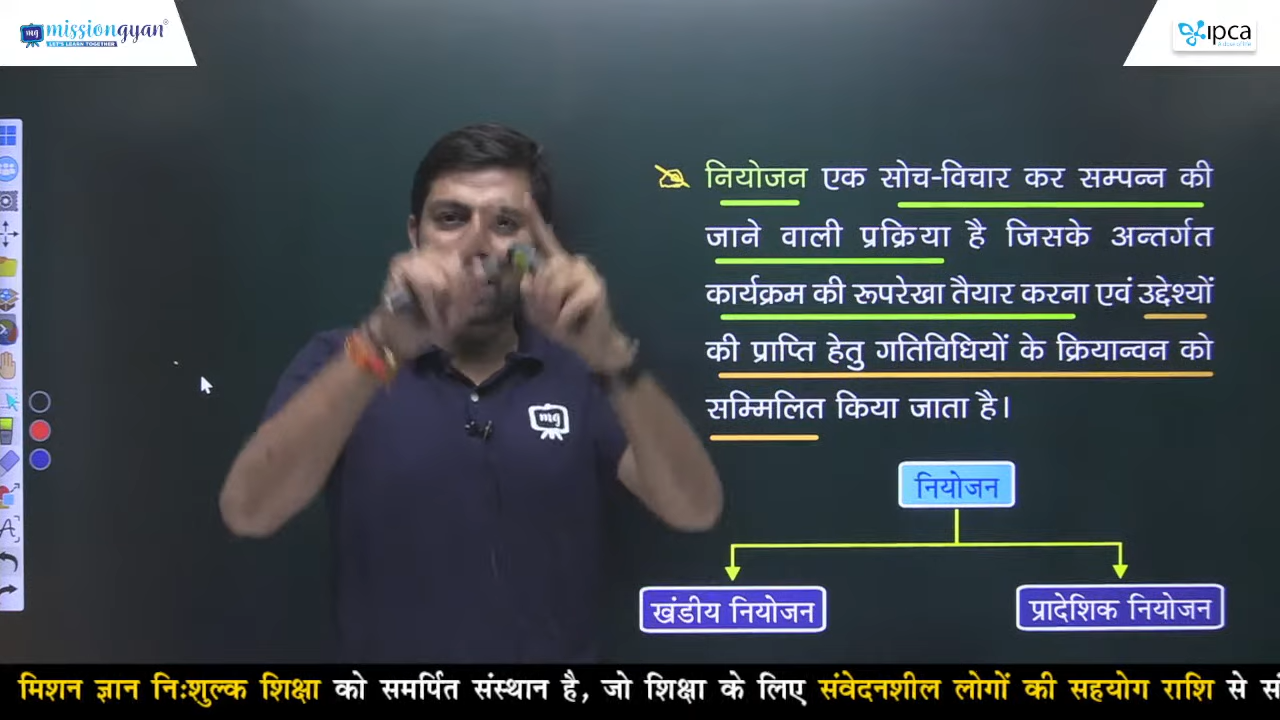 missiongyan
LET'S LEARN TOGETHER
ipca
नियोजन एक सोच-विचार कर सम्पन्न की
जाने वाली प्रक्रिया है जिसके अन्तर्गत
कार्यक्रम की रूपरेखा तैयार करना एवं उद्देश्यों
की प्राप्ति हेतु गतिविधियों के क्रियान्वन को
सम्मिलित किया जाता है।
mg
नियोजन
खंडीय नियोजन
प्रादेशिक नियोजन
मिशन ज्ञान नि:शुल्क शिक्षा को समर्पित संस्थान है, जो शिक्षा के लिए संवेदनशील लोगों की सहयोग राशि से